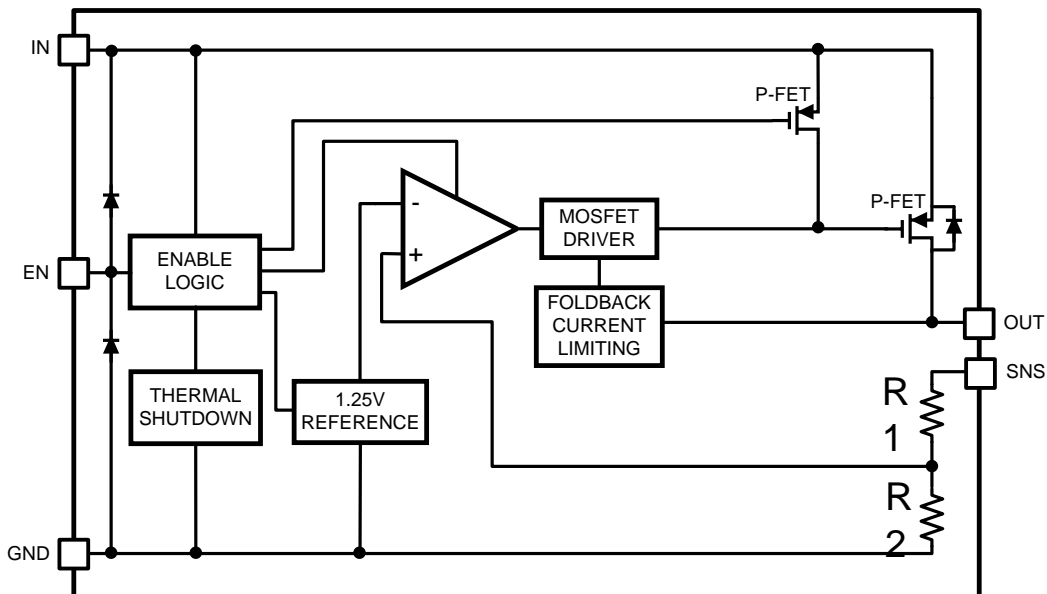 IN
P-FET
P-FET
-
+
MOSFET
DRIVER
EN
ENABLE
LOGIC
FOLDBACK
CURRENT
LIMITING
OUT
SNS
THERMAL
SHUTDOWN
1.25V
REFERENCE
R
1
R
2
GND